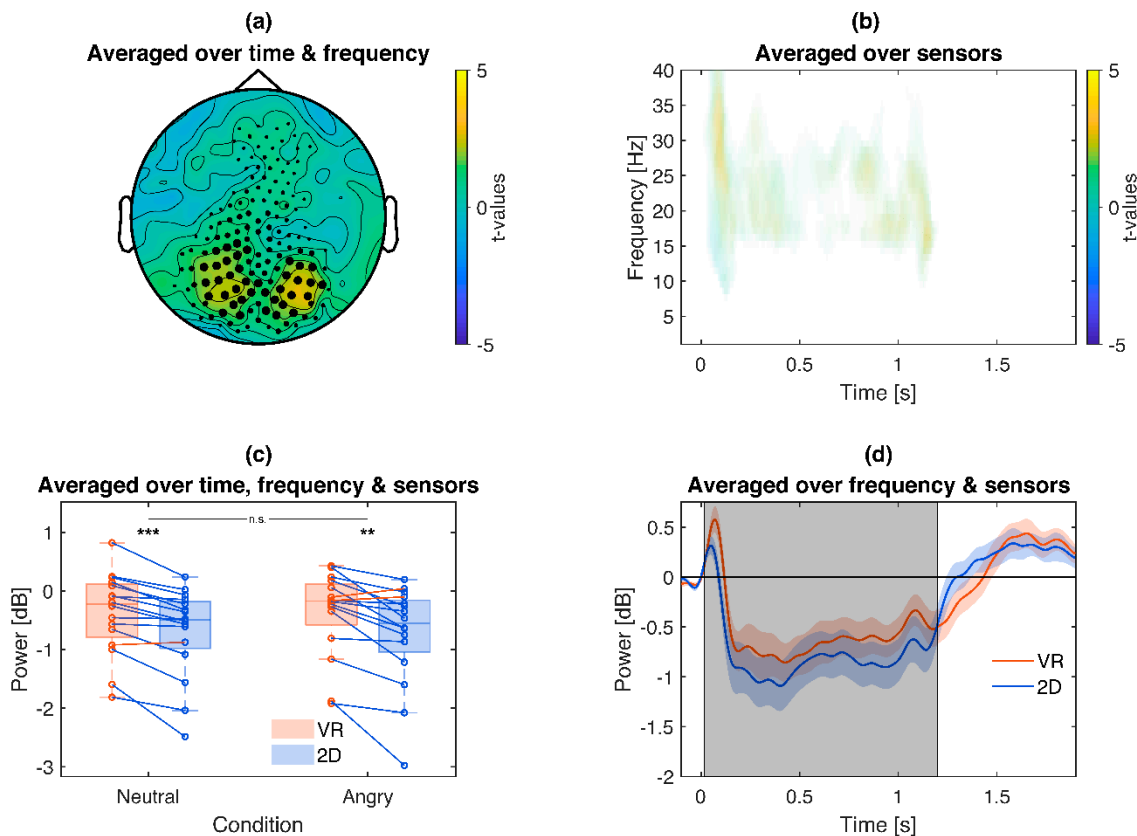 (a)
Averaged over time & frequency
5
0
-5
t-values
(b)
Averaged over sensors
40
35
30
25
20
15
10
5
Frequency [Hz]
0
0.5
1
1.5
Time [s]
5
0
-5
t-values
(c)
Averaged over time, frequency & sensors
1
0
-1
-2
-3
Power [dB]
n.s.
***
**
VR
2D
Neutral
Angry
Condition
(d)
Averaged over frequency & sensors
0.5
0
-0.5
-1
-1.5
-2
Power [dB]
VR
2D
0
0.5
1
1.5
Time [s]